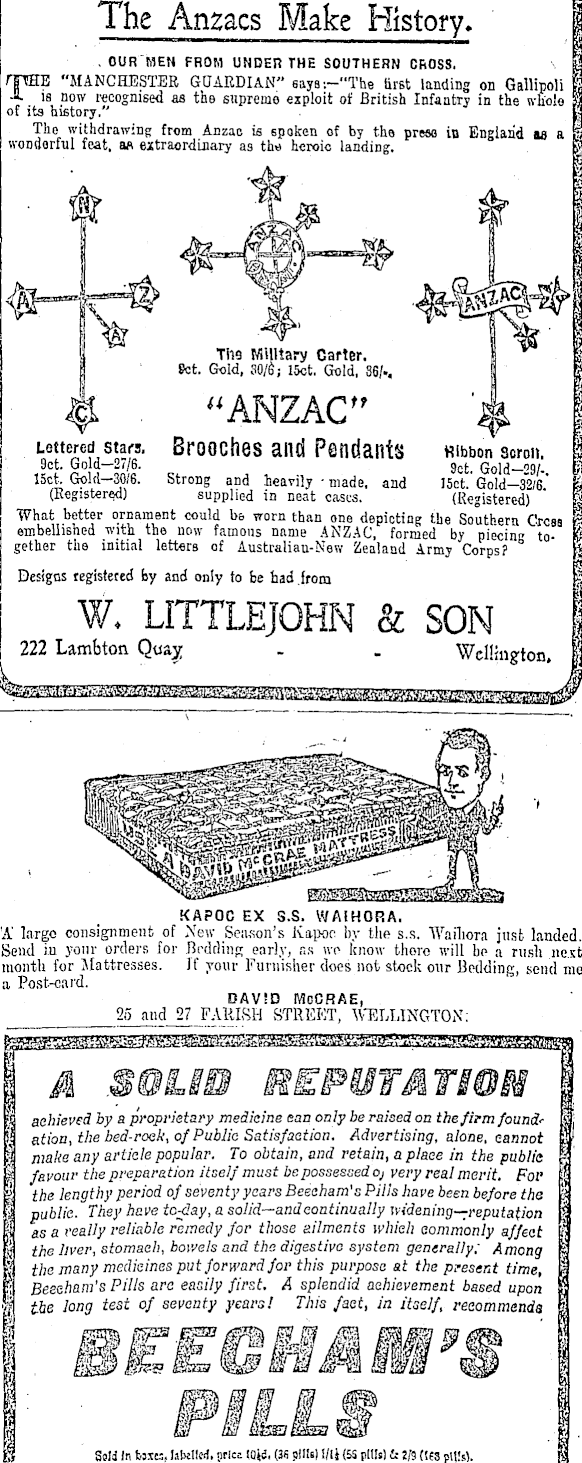 The Anzacs Make History.
OUR MEN FROM UNDER THE SOUTHERN CROSS.
THE "MANCHESTER GUARDIAN" says:—"The first landing on Gallipoli
is now recognised as the supreme exploit of British Infantry in the whole
of its history."
The withdrawing from Anzac is spoken of by the press in England as a
wonderful feat, as extraordinary as the heroic landing.
N
A Z
A
C
ANZAC
ANZAC
The Military Garter.
9ct. Gold, 30/6; 15ct. Gold, 36/-.
"ANZAC"
Brooches and Pendants
Strong and heavily made, and
supplied in neat cases.
Lettered Stars.
9ct. Gold—27/6.
15ct. Gold—30/6.
(Registered)
Ribbon Scroll.
9ct. Gold—29/-.
15ct. Gold—32/6.
(Registered)
What better ornament could be worn than one depicting the Southern Cross
embellished with the now famous name ANZAC, formed by piecing to-
gether the initial letters of Australian-New Zealand Army Corps?
Designs registered by and only to be had from
W. LITTLEJOHN & SON
222 Lambton Quay - - Wellington.
A DAVID McCRAE MATTRESS
KAPOC EX S.S. WAIHORA.
A large consignment of New Season's Kapoc by the s.s. Waihora just landed.
Send in your orders for Bedding early, as we know there will be a rush next
month for Mattresses. If your Furnisher does not stock our Bedding, send me
a Post-card.
DAVID McCRAE,
25 and 27 FARISH STREET, WELLINGTON.
A SOLID REPUTATION
achieved by a proprietary medicine can only be raised on the firm found-
ation, the bed-rock, of Public Satisfaction. Advertising, alone, cannot
make any article popular. To obtain, and retain, a place in the public
favour the preparation itself must be possessed of very real merit. For
the lengthy period of seventy years Beecham's Pills have been before the
public. They have to-day, a solid—and continually widening—reputation
as a really reliable remedy for those ailments which commonly affect
the liver, stomach, bowels and the digestive system generally. Among
the many medicines put forward for this purpose at the present time,
Beecham's Pills are easily first. A splendid achievement based upon
the long test of seventy years! This fact, in itself, recommends
BEECHAM'S
PILLS
Sold in boxes, labelled, price 10½d. (36 pills) 1/1½ (56 pills) & 2/9 (168 pills).